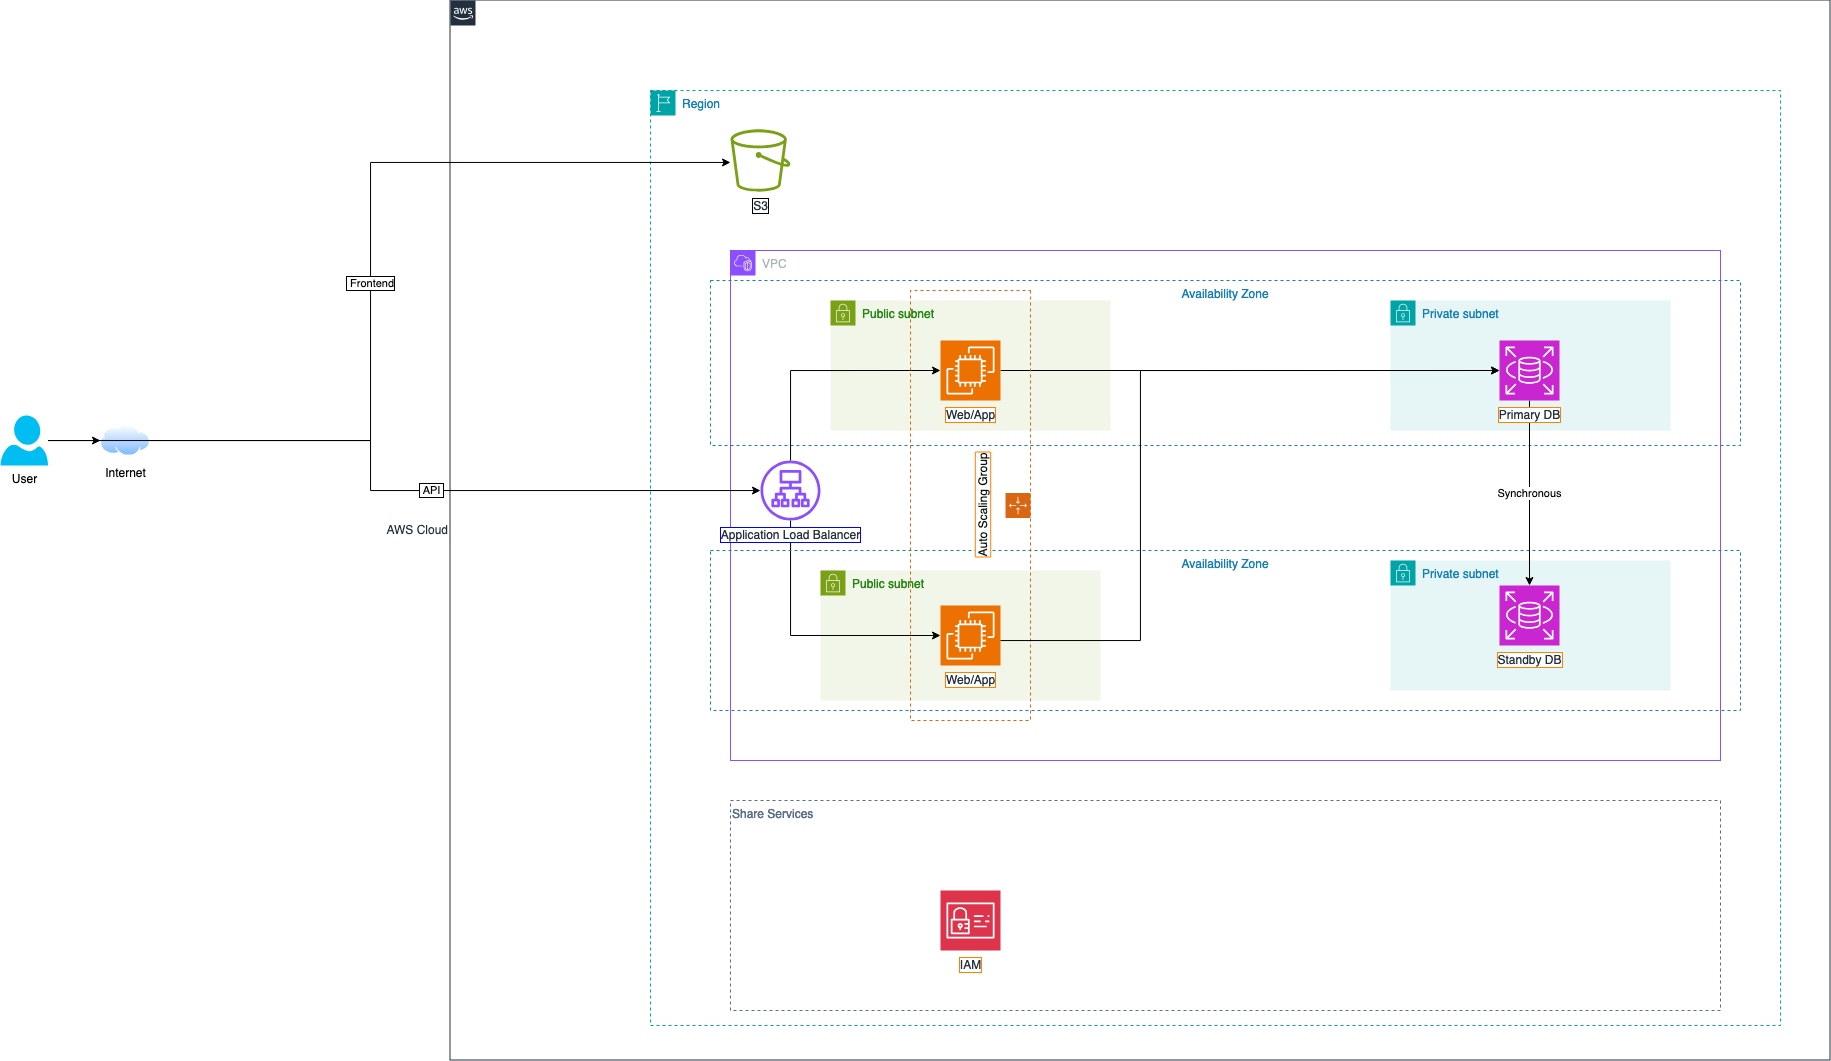 aws
Region
S3
Frontend
VPC
Availability Zone
Public subnet
Private subnet
Web/App
Primary DB
User
Internet
API
AWS Cloud
Application Load Balancer
Auto Scaling Group
Synchronous
Availability Zone
Public subnet
Private subnet
Web/App
Standby DB
Share Services
IAM